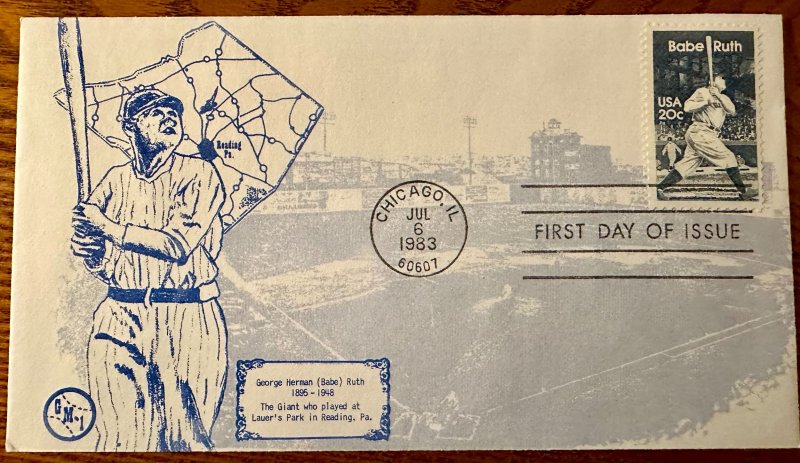 Babe Ruth
USA
20c
Reading
Pa.
CHICAGO, IL
JUL
6
1983
60607
FIRST DAY OF ISSUE
George Herman (Babe) Ruth
1895 - 1948
The Giant who played at
Lauer's Park in Reading, Pa.
G
M-1